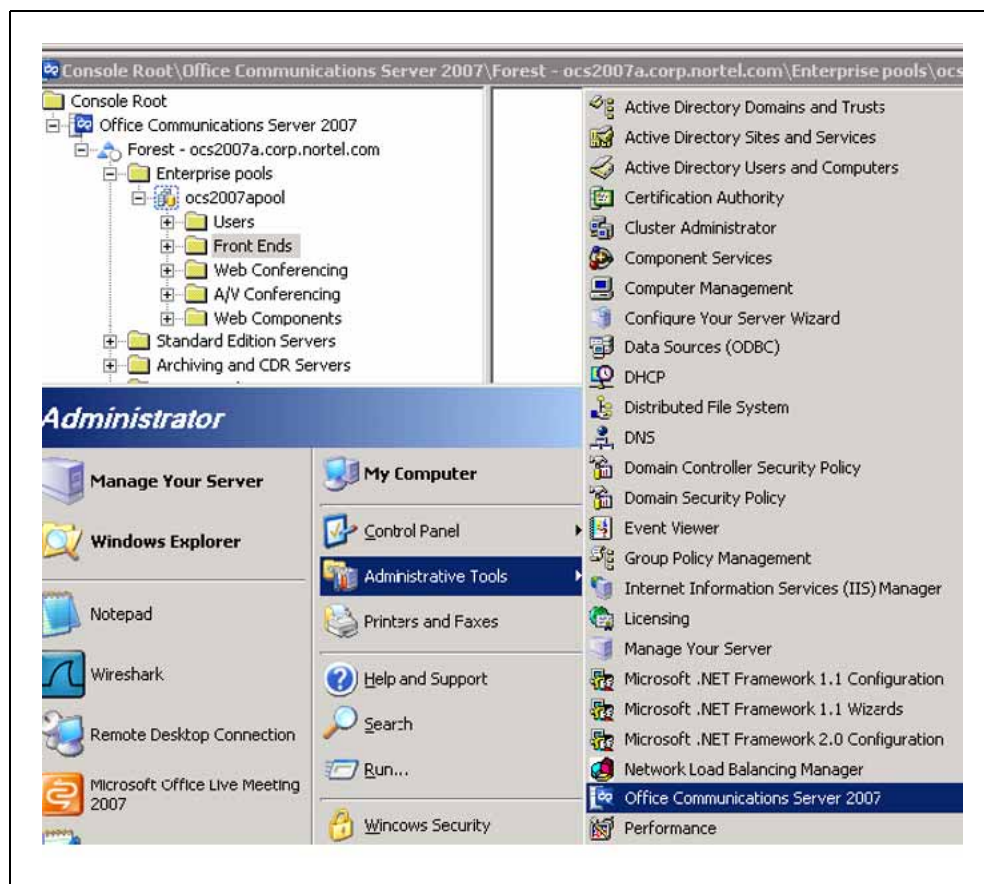 Console Root\Office Communications Server 2007\Forest - ocs2007a.corp.nortel.com\Enterprise pools\ocs
Console Root
Office Communications Server 2007
Forest - ocs2007a.corp.nortel.com
Enterprise pools
ocs2007apool
Users
Front Ends
Web Conferencing
A/V Conferencing
Web Components
Standard Edition Servers
Archiving and CDR Servers
Administrator
Manage Your Server
Windows Explorer
Notepad
Wireshark
Remote Desktop Connection
Microsoft Office Live Meeting
2007
My Computer
Control Panel
Administrative Tools
Printers and Faxes
Help and Support
Search
Run...
Windows Security
Active Directory Domains and Trusts
Active Directory Sites and Services
Active Directory Users and Computers
Certification Authority
Cluster Administrator
Component Services
Computer Management
Configure Your Server Wizard
Data Sources (ODBC)
DHCP
Distributed File System
DNS
Domain Controller Security Policy
Domain Security Policy
Event Viewer
Group Policy Management
Internet Information Services (IIS) Manager
Licensing
Manage Your Server
Microsoft .NET Framework 1.1 Configuration
Microsoft .NET Framework 1.1 Wizards
Microsoft .NET Framework 2.0 Configuration
Network Load Balancing Manager
Office Communications Server 2007
Performance